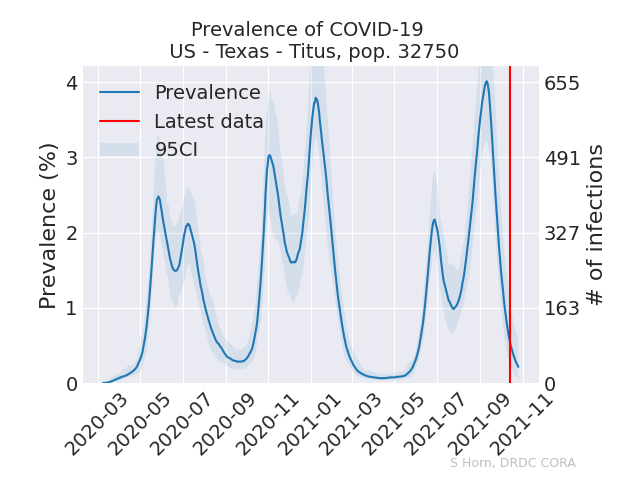 Prevalence of COVID-19
US - Texas - Titus, pop. 32750
Prevalence
Latest data
95CI
Prevalence (%)
4
3
2
1
0
# of infections
655
491
327
163
0
2020-03
2020-05
2020-07
2020-09
2020-11
2021-01
2021-03
2021-05
2021-07
2021-09
2021-11
S Horn, DRDC CORA